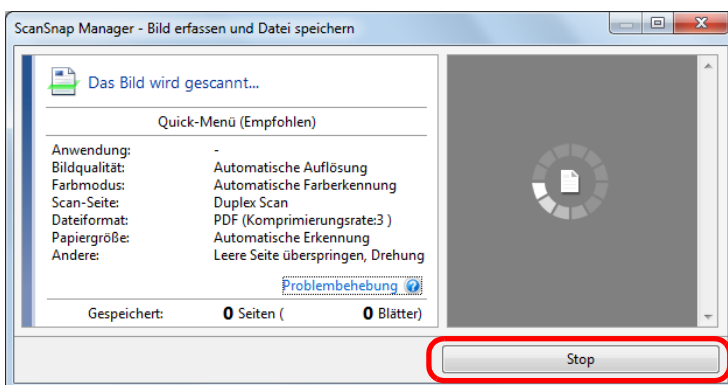 ScanSnap Manager - Bild erfassen und Datei speichern
Das Bild wird gescannt...
Quick-Menü (Empfohlen)
Anwendung: -
Bildqualität: Automatische Auflösung
Farbmodus: Automatische Farberkennung
Scan-Seite: Duplex Scan
Dateiformat: PDF (Komprimierungsrate:3 )
Papiergröße: Automatische Erkennung
Andere: Leere Seite überspringen, Drehung
Problembehebung
Gespeichert: 0 Seiten ( 0 Blätter)
Stop